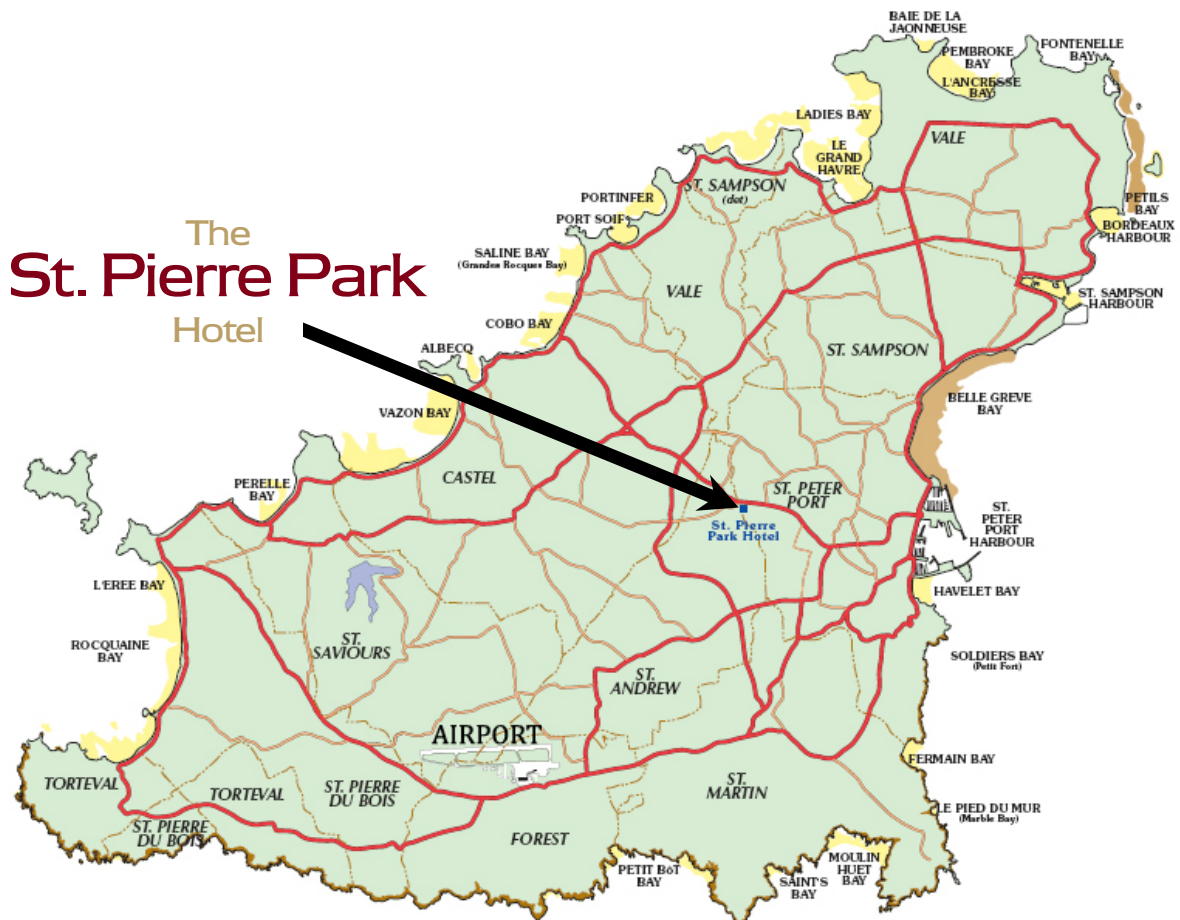 BAIE DE LA
JAONNEUSE
PEMBROKE
BAY
FONTENELLE
BAY
L'ANCRESSE
BAY
LADIES BAY
VALE
LE
GRAND
HAVRE
ST. SAMPSON
(det)
PORTINFER
PORT SOIF
PETILS
BAY
BORDEAUX
HARBOUR
The
St. Pierre Park
Hotel
SALINE BAY
(Grandes Rocques Bay)
VALE
ST. SAMPSON
HARBOUR
COBO BAY
ST. SAMPSON
ALBECQ
BELLE GREVE
BAY
VAZON BAY
CASTEL
PERELLE
BAY
ST. PETER
PORT
ST.
PETER
PORT
HARBOUR
St. Pierre
Park Hotel
L'EREE BAY
HAVELET BAY
ROCQUAINE
BAY
ST.
SAVIOURS
SOLDIERS BAY
(Petit Fort)
ST.
ANDREW
AIRPORT
FERMAIN BAY
TORTEVAL
TORTEVAL
ST. PIERRE
DU BOIS
ST.
MARTIN
LE PIED DU MUR
(Marble Bay)
ST. PIERRE
DU BOIS
FOREST
PETIT BôT
BAY
SAINT'S
BAY
MOULIN
HUET
BAY